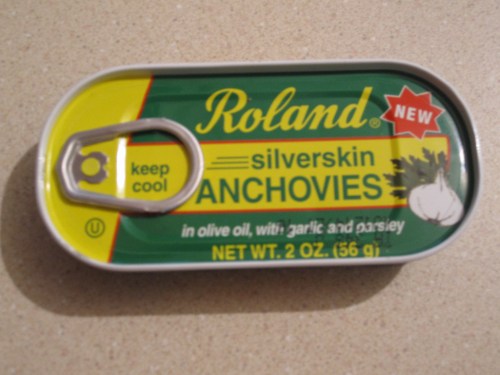 Roland®
NEW
keep
cool
silverskin
ANCHOVIES
U
in olive oil, with garlic and parsley
NET WT. 2 OZ. (56 g)